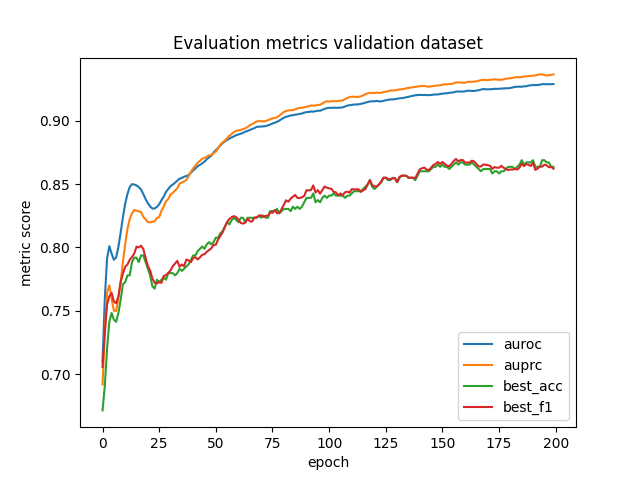 Evaluation metrics validation dataset
metric score
0.90
0.85
0.80
0.75
0.70
auroc
auprc
best_acc
best_f1
0 25 50 75 100 125 150 175 200
epoch